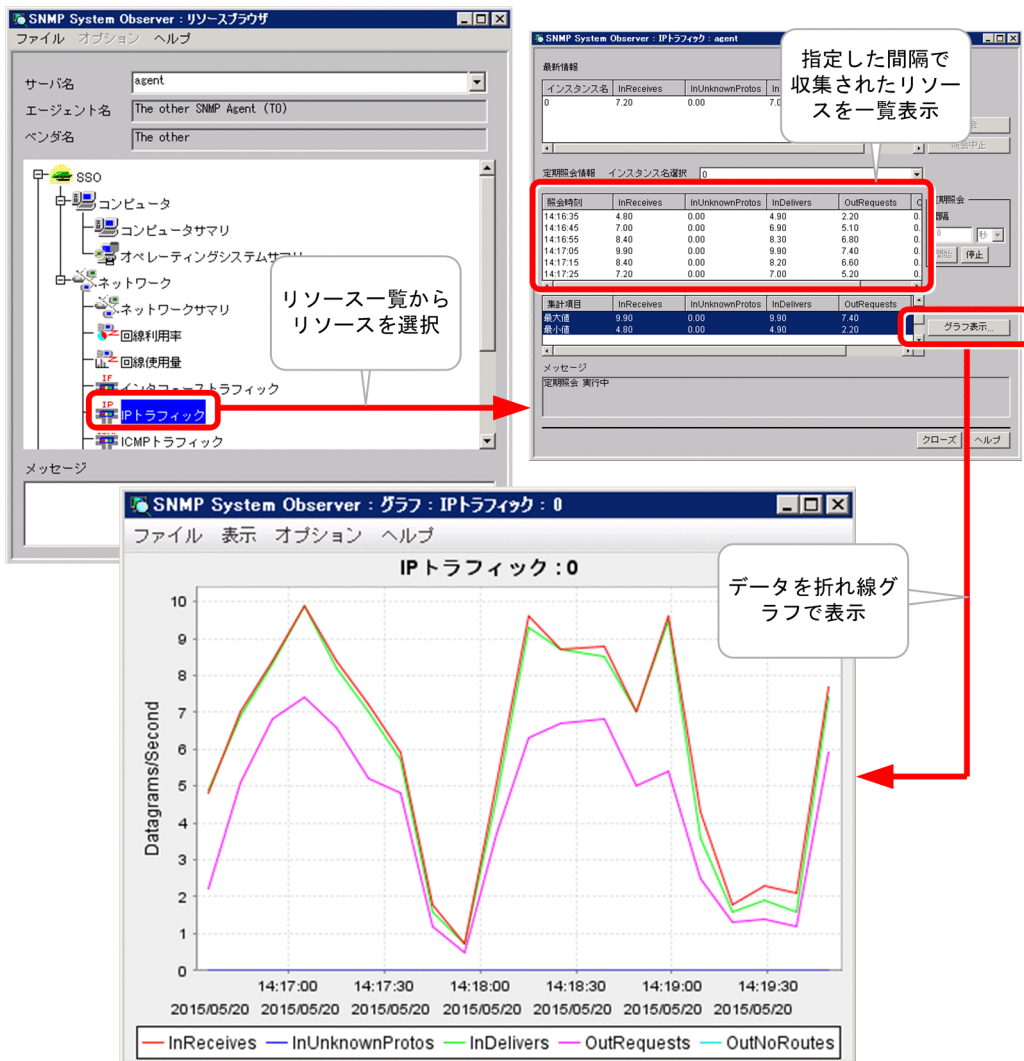 SNMP System Observer : リソースブラウザ
ファイル オプション ヘルプ
サーバ名 agent
エージェント名 The other SNMP Agent (TO)
ベンダ名 The other
SSO
コンピュータ
コンピュータサマリ
オペレーティングシステムサマリ
ネットワーク
ネットワークサマリ
回線利用率
回線使用量
インタフェーストラフィック
IPトラフィック
ICMPトラフィック
メッセージ
リソース一覧から
リソースを選択
SNMP System Observer : IPトラフィック : agent
最新情報
インスタンス名 InReceives InUnknownProtos In
0 7.20 0.00 7.0
照会中止
指定した間隔で
収集されたリソー
スを一覧表示
定期照会情報 インスタンス名選択 0
照会時刻 InReceives InUnknownProtos InDelivers OutRequests
14:16:35 4.80 0.00 4.90 2.20 0.
14:16:45 7.00 0.00 6.90 5.10 0.
14:16:55 8.40 0.00 8.30 6.80 0.
14:17:05 9.90 0.00 9.90 7.40 0.
14:17:15 8.40 0.00 8.20 6.60 0.
14:17:25 7.20 0.00 7.00 5.20 0.
定期照会
秒
停止
集計項目 InReceives InUnknownProtos InDelivers OutRequests
最大値 9.90 0.00 9.90 7.40
最小値 4.80 0.00 4.90 2.20
グラフ表示...
メッセージ
定期照会 実行中
クローズ ヘルプ
SNMP System Observer : グラフ : IPトラフィック : 0
ファイル 表示 オプション ヘルプ
IPトラフィック : 0
データを折れ線グ
ラフで表示
Datagrams/Second
10
9
8
7
6
5
4
3
2
1
0
14:17:00 14:17:30 14:18:00 14:18:30 14:19:00 14:19:30
2015/05/20 2015/05/20 2015/05/20 2015/05/20 2015/05/20 2015/05/20 2015/05/20
InReceives InUnknownProtos InDelivers OutRequests OutNoRoutes